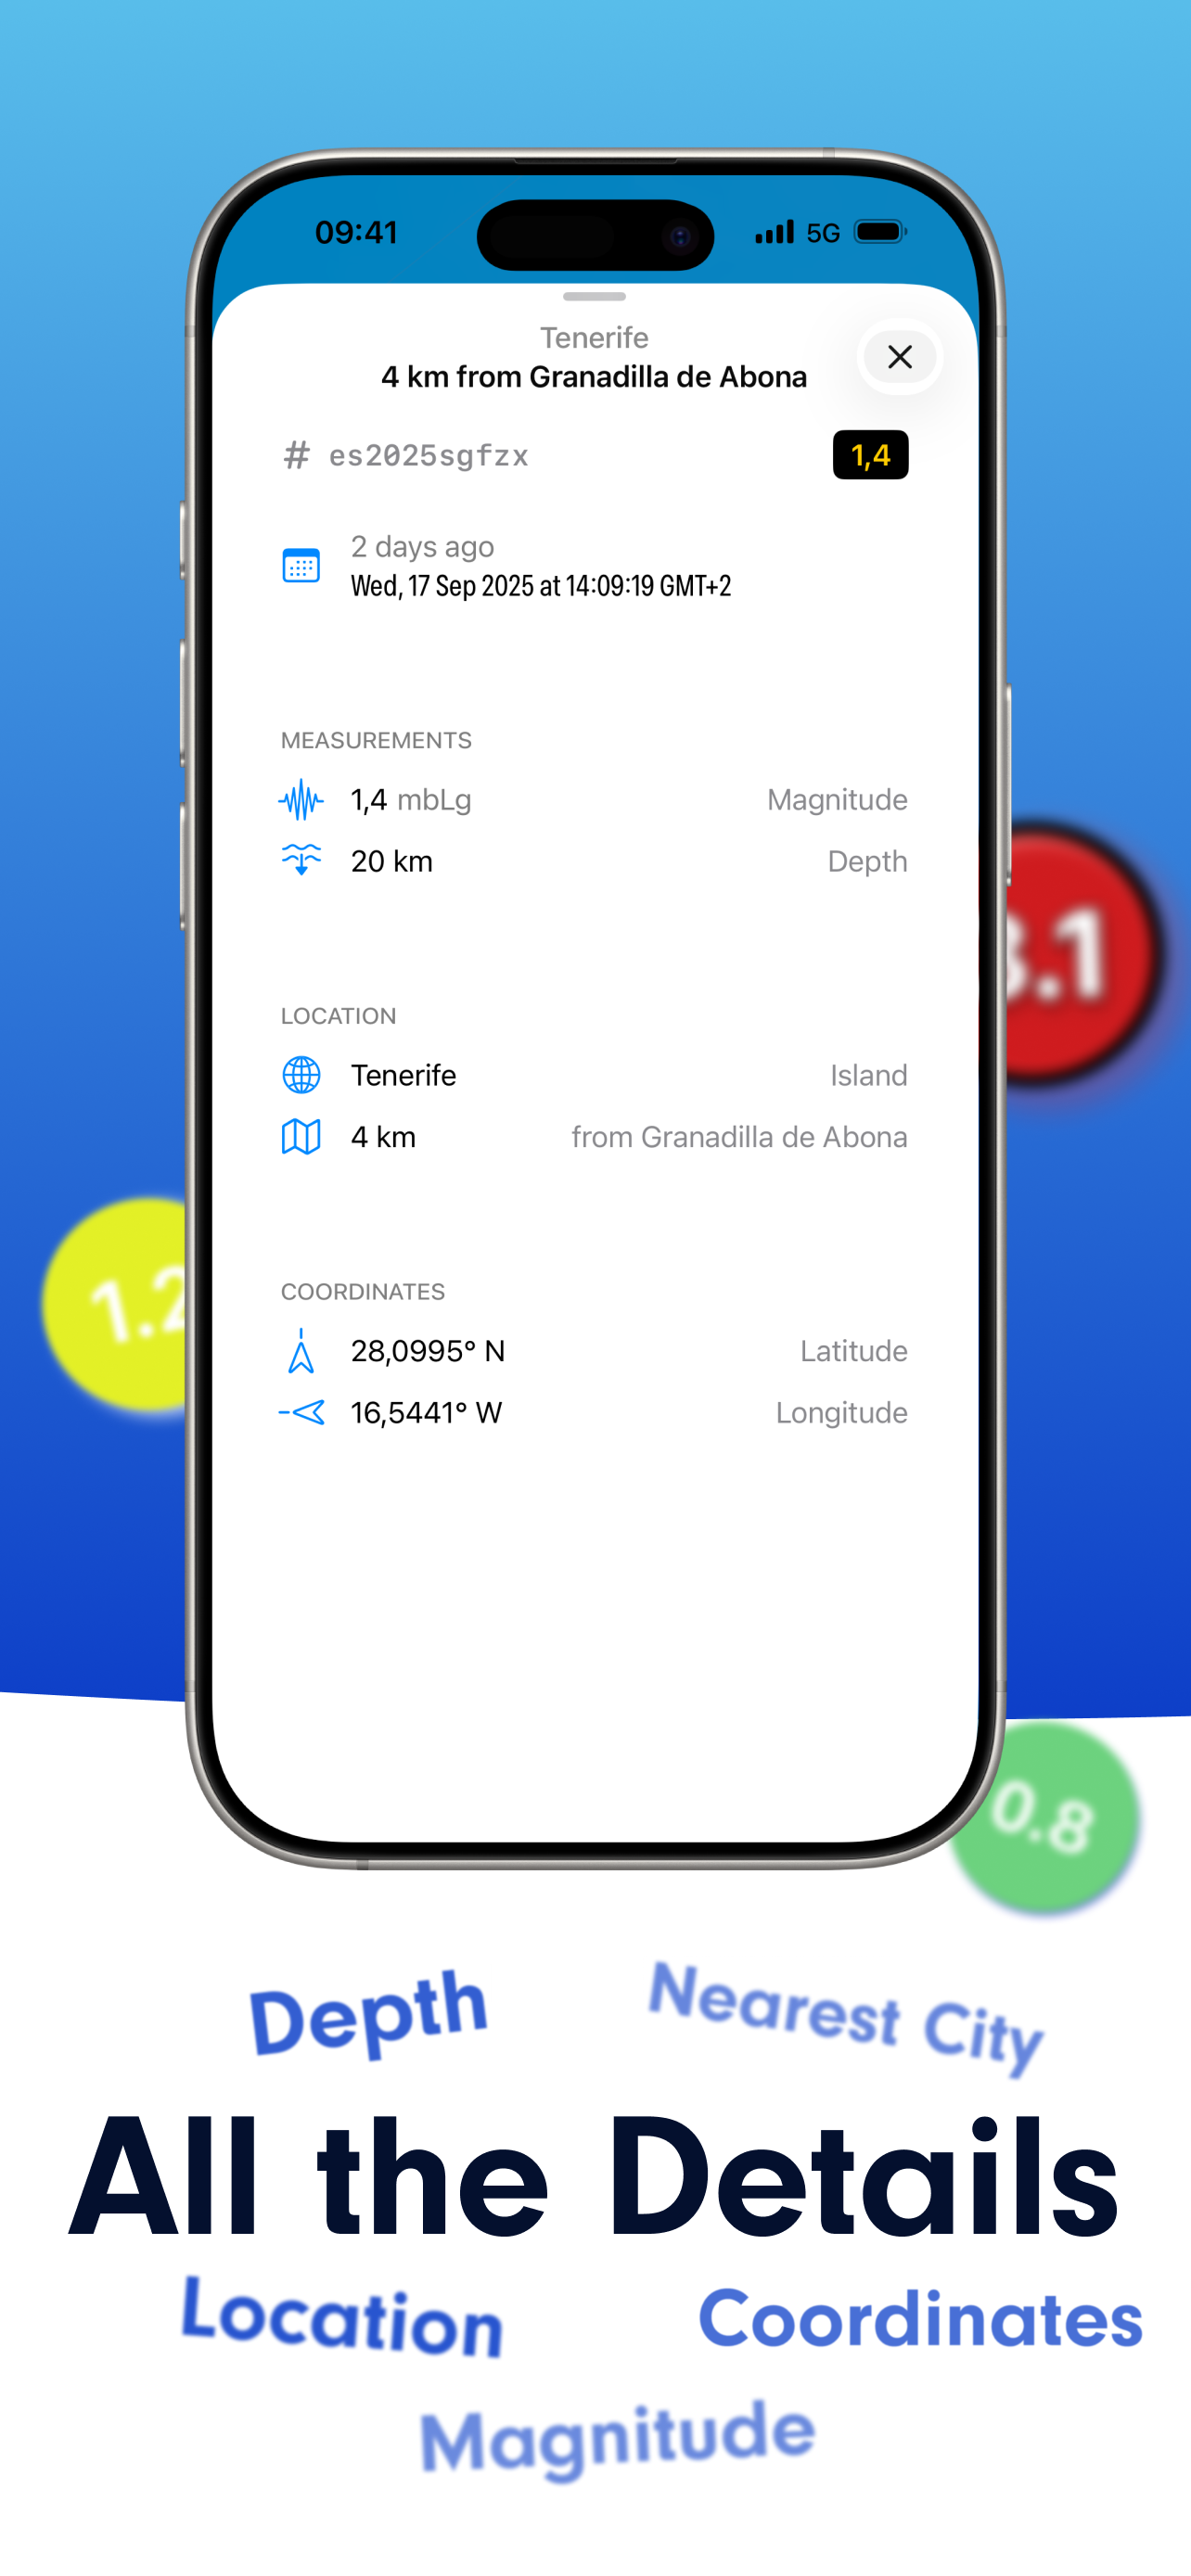 09:41
5G
Tenerife
4 km from Granadilla de Abona
# es2025sgfzx
1,4
2 days ago
Wed, 17 Sep 2025 at 14:09:19 GMT+2
MEASUREMENTS
1,4 mbLg Magnitude
20 km Depth
LOCATION
Tenerife Island
4 km from Granadilla de Abona
COORDINATES
28,0995° N Latitude
16,5441° W Longitude
1.2
0.8
Depth
Nearest City
All the Details
Location
Coordinates
Magnitude